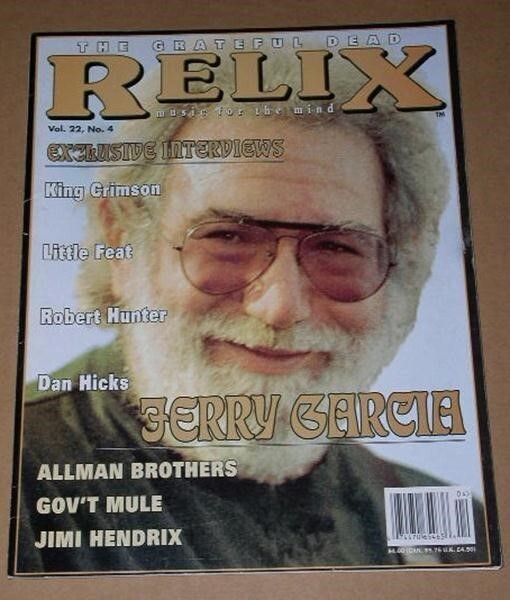 THE GRATEFUL DEAD
RELIX
music for the mind
TM
Vol. 22, No. 4
EXCLUSIVE INTERVIEWS
King Crimson
Little Feat
Robert Hunter
Dan Hicks
JERRY GARCIA
ALLMAN BROTHERS
GOV'T MULE
JIMI HENDRIX
04